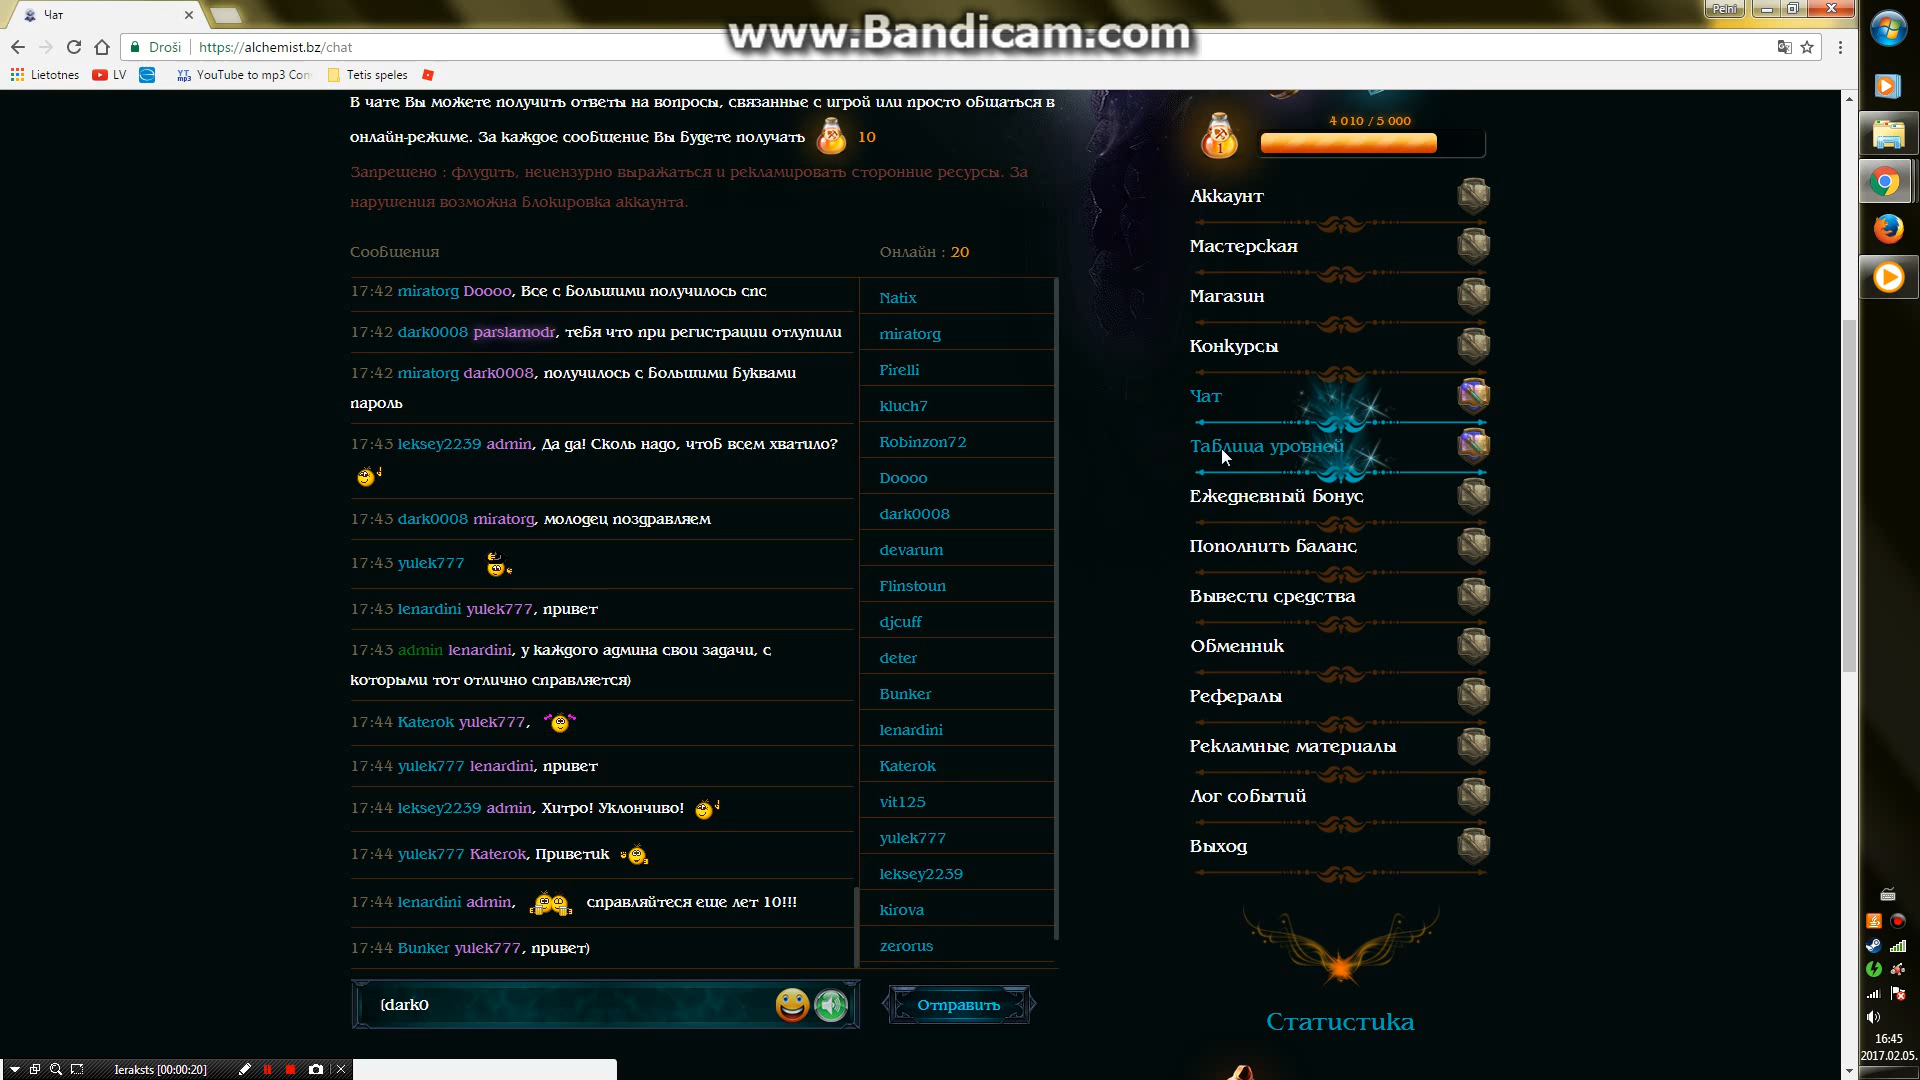 Чат
Peini
www.Bandicam.com
Droši
https://alchemist.bz/chat
Lietotnes
LV
YouTube to mp3 Con
Tetis speles
В чате Вы можете получить ответы на вопросы, связанные с игрой или просто общаться в
онлайн-режиме. За каждое сообщение Вы будете получать 10
Запрешено : флудить, нецензурно выражаться и рекламировать сторонние ресурсы. За
нарушения возможна блокировка аккаунта.
Сообщения
Онлайн : 20
17:42 miratorg Doooo, Все с большими получилось спс
17:42 dark0008 parslamodr, тебя что при регистрации отлупили
17:42 miratorg dark0008, получилось с большими буквами
пароль
17:43 leksey2239 admin, Да да! Сколь надо, чтоб всем хватило?
17:43 dark0008 miratorg, молодец поздравляем
17:43 yulek777
17:43 lenardini yulek777, привет
17:43 admin lenardini, у каждого админа свои задачи, с
которыми тот отлично справляется)
17:44 Katerok yulek777,
17:44 yulek777 lenardini, привет
17:44 leksey2239 admin, Хитро! Уклончиво!
17:44 yulek777 Katerok, Приветик
17:44 lenardini admin, справляйтеся еше лет 10!!!
17:44 Bunker yulek777, привет)
Natix
miratorg
Pirelli
kluch7
Robinzon72
Doooo
dark0008
devarum
Flinstoun
djcuff
deter
Bunker
lenardini
Katerok
vit125
yulek777
leksey2239
kirova
zerorus
(dark0
Отправить
4 010 / 5 000
1
Аккаунт
Мастерская
Магазин
Конкурсы
Чат
Таблица уровней
Ежедневный бонус
Пополнить баланс
Вывести средства
Обменник
Рефералы
Рекламные материалы
Лог событий
Выход
Статистика
Ieraksts [00:00:20]
16:45
2017.02.05.